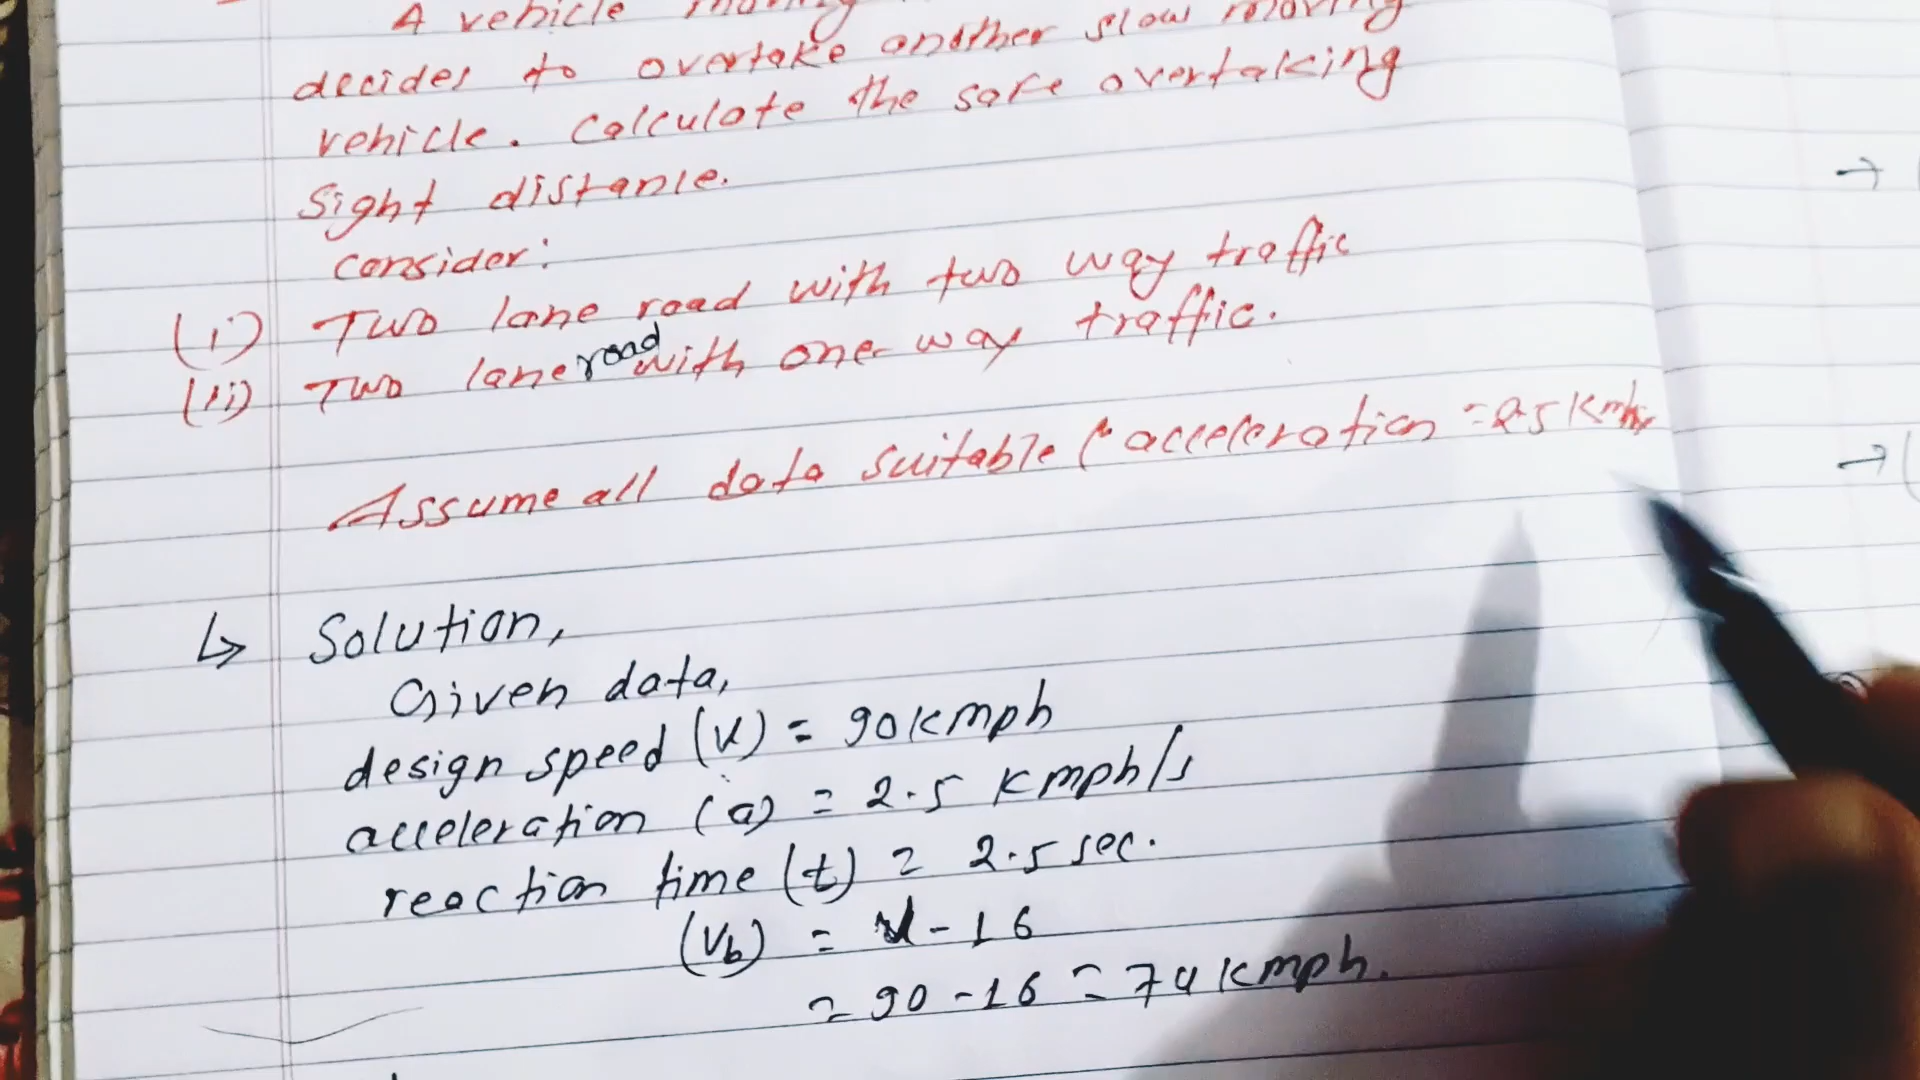 A vehicle moving
decides to overtake another slow moving
vehicle. Calculate the safe overtaking
Sight distance.
Consider:
(i) Two lane road with two way traffic
(ii) Two lane road with one way traffic.
Assume all data suitable ( acceleration = 2.5 Kmhr
↳ Solution,
Given data,
design speed (V) = 90 kmph
acceleration (a) = 2.5 Kmph/s
reaction time (t) = 2.5 sec.
(Vb) = V - 16
= 90 - 16 = 74 kmph.
→
→ (